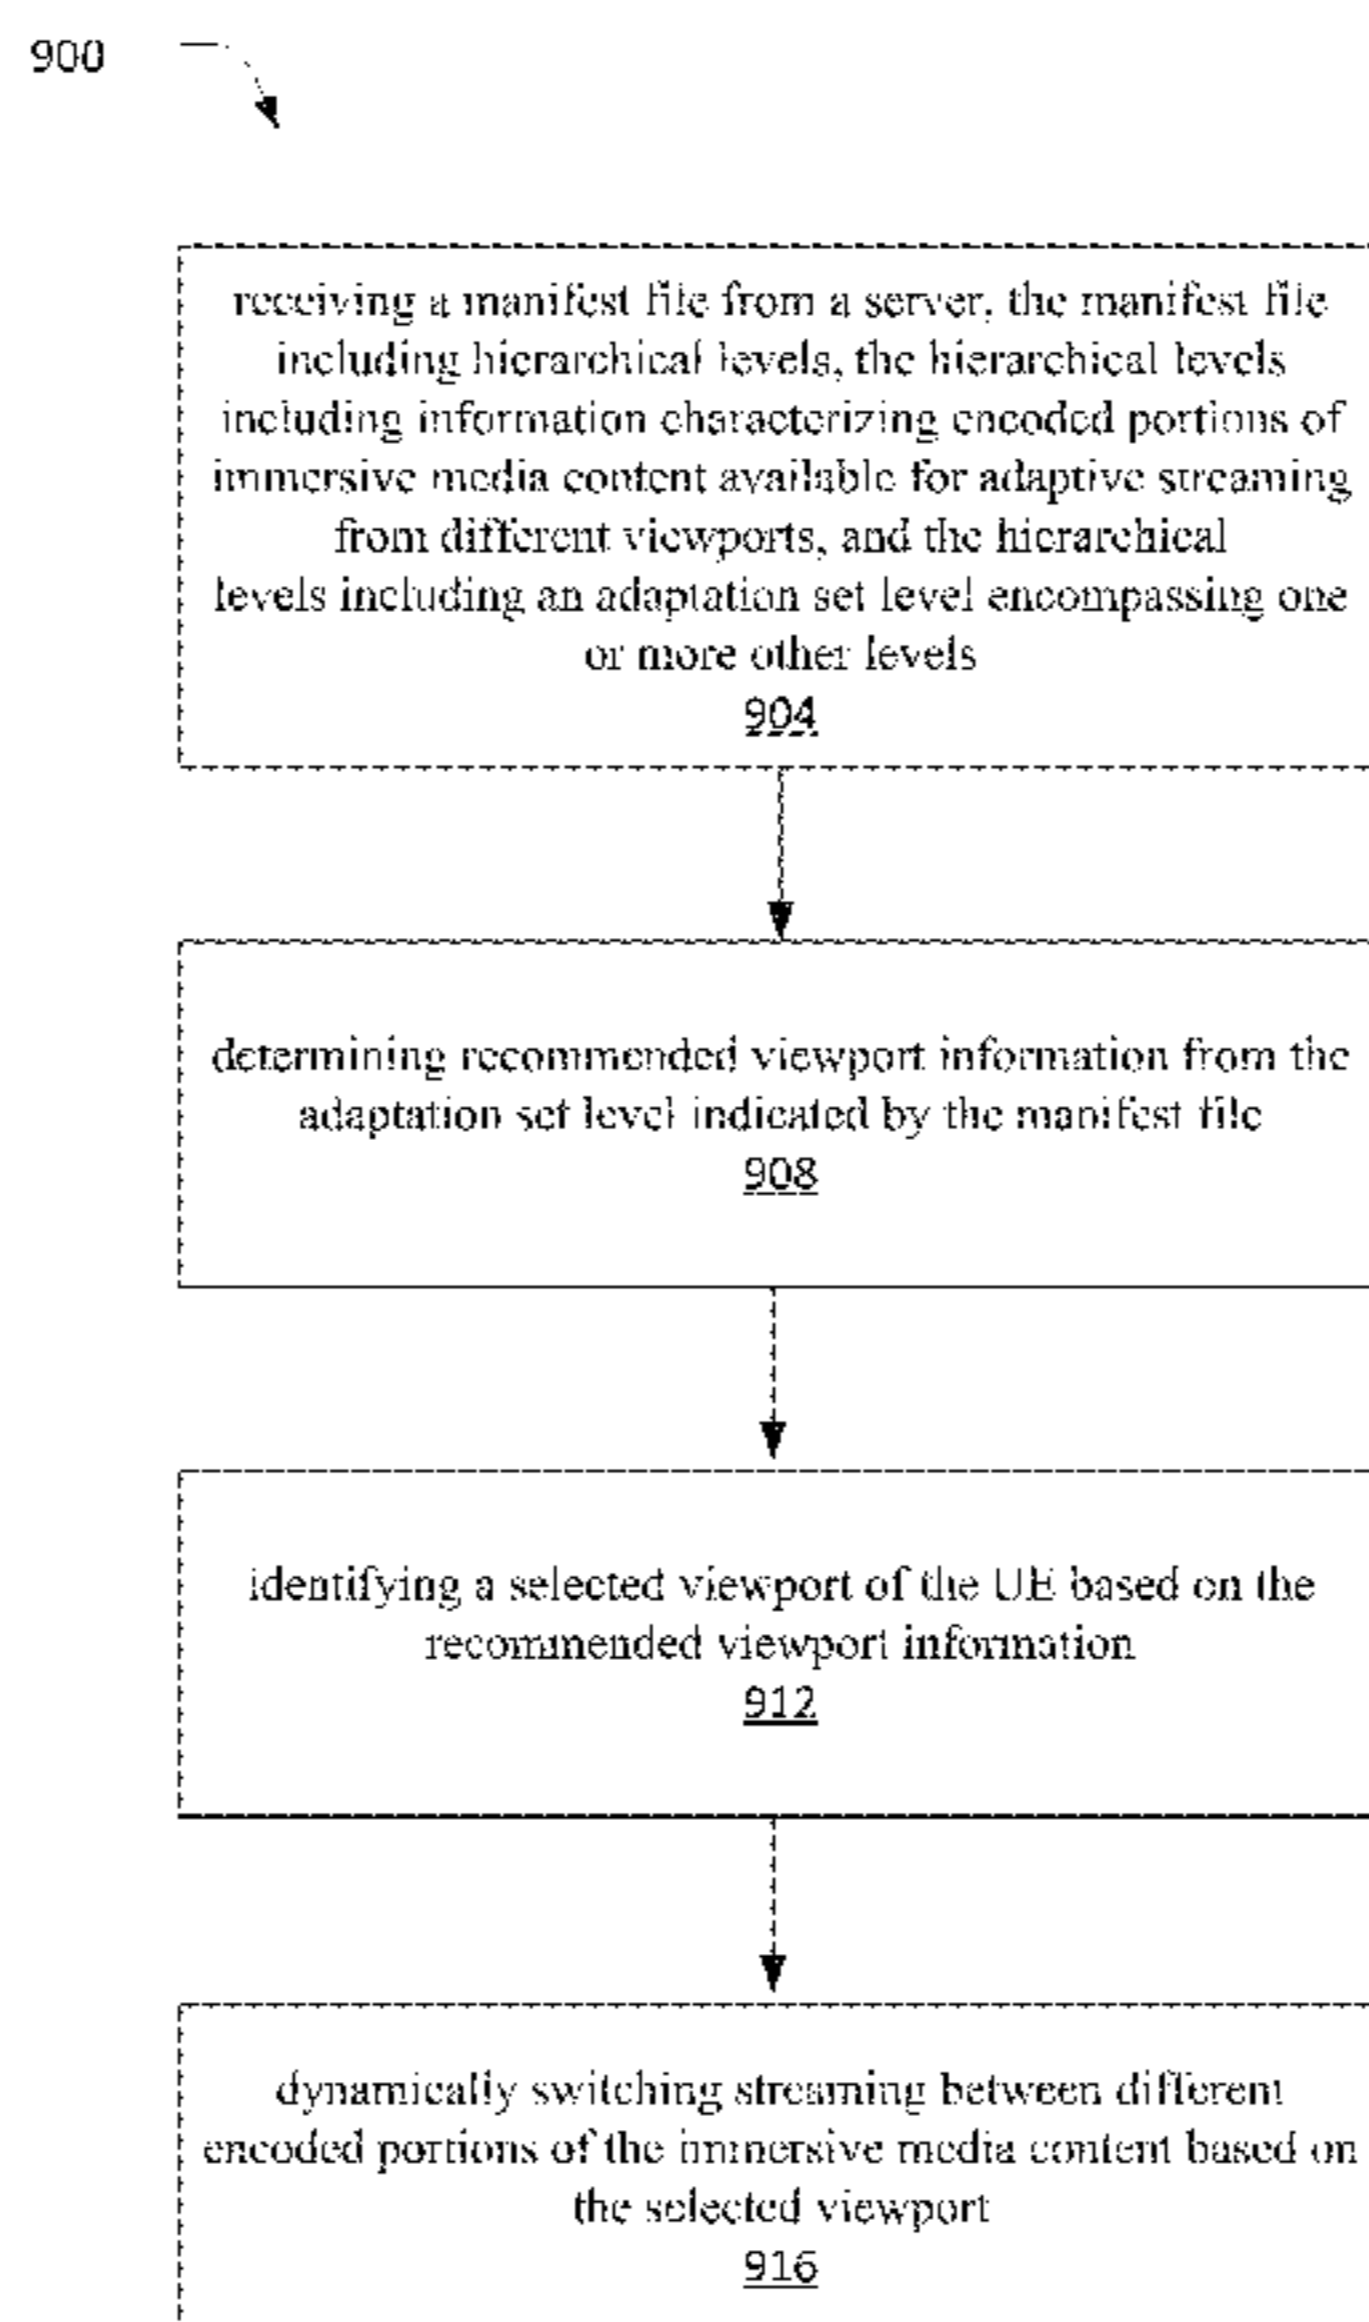 900
receiving a manifest file from a server, the manifest file
including hierarchical levels, the hierarchical levels
including information characterizing encoded portions of
immersive media content available for adaptive streaming
from different viewports, and the hierarchical
levels including an adaptation set level encompassing one
or more other levels
904
determining recommended viewport information from the
adaptation set level indicated by the manifest file
908
identifying a selected viewport of the UE based on the
recommended viewport information
912
dynamically switching streaming between different
encoded portions of the immersive media content based on
the selected viewport
916